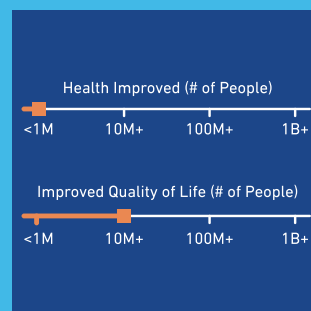 Health Improved (# of People)
<1M 10M+ 100M+ 1B+
Improved Quality of Life (# of People)
<1M 10M+ 100M+ 1B+